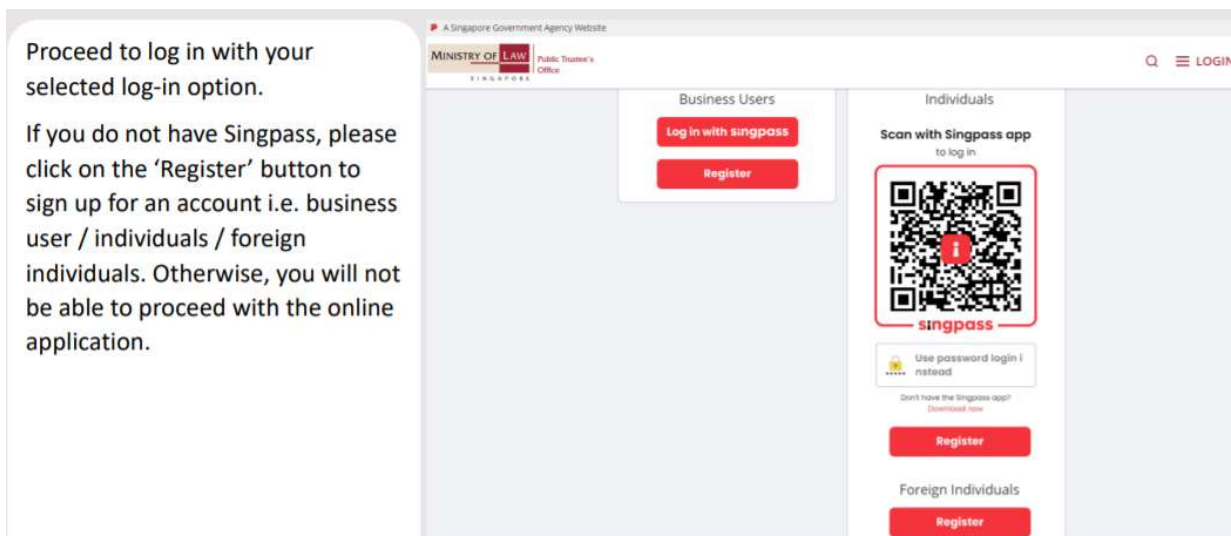 Proceed to log in with your
selected log-in option.
If you do not have Singpass, please
click on the ‘Register’ button to
sign up for an account i.e. business
user / individuals / foreign
individuals. Otherwise, you will not
be able to proceed with the online
application.
A Singapore Government Agency Website
MINISTRY OF LAW
SINGAPORE
Public Trustee's
Office
LOGIN
Business Users
Log in with singpass
Register
Individuals
Scan with Singpass app
to log in
singpass
Use password login i
nstead
Don't have the Singpass app?
Download now
Register
Foreign Individuals
Register